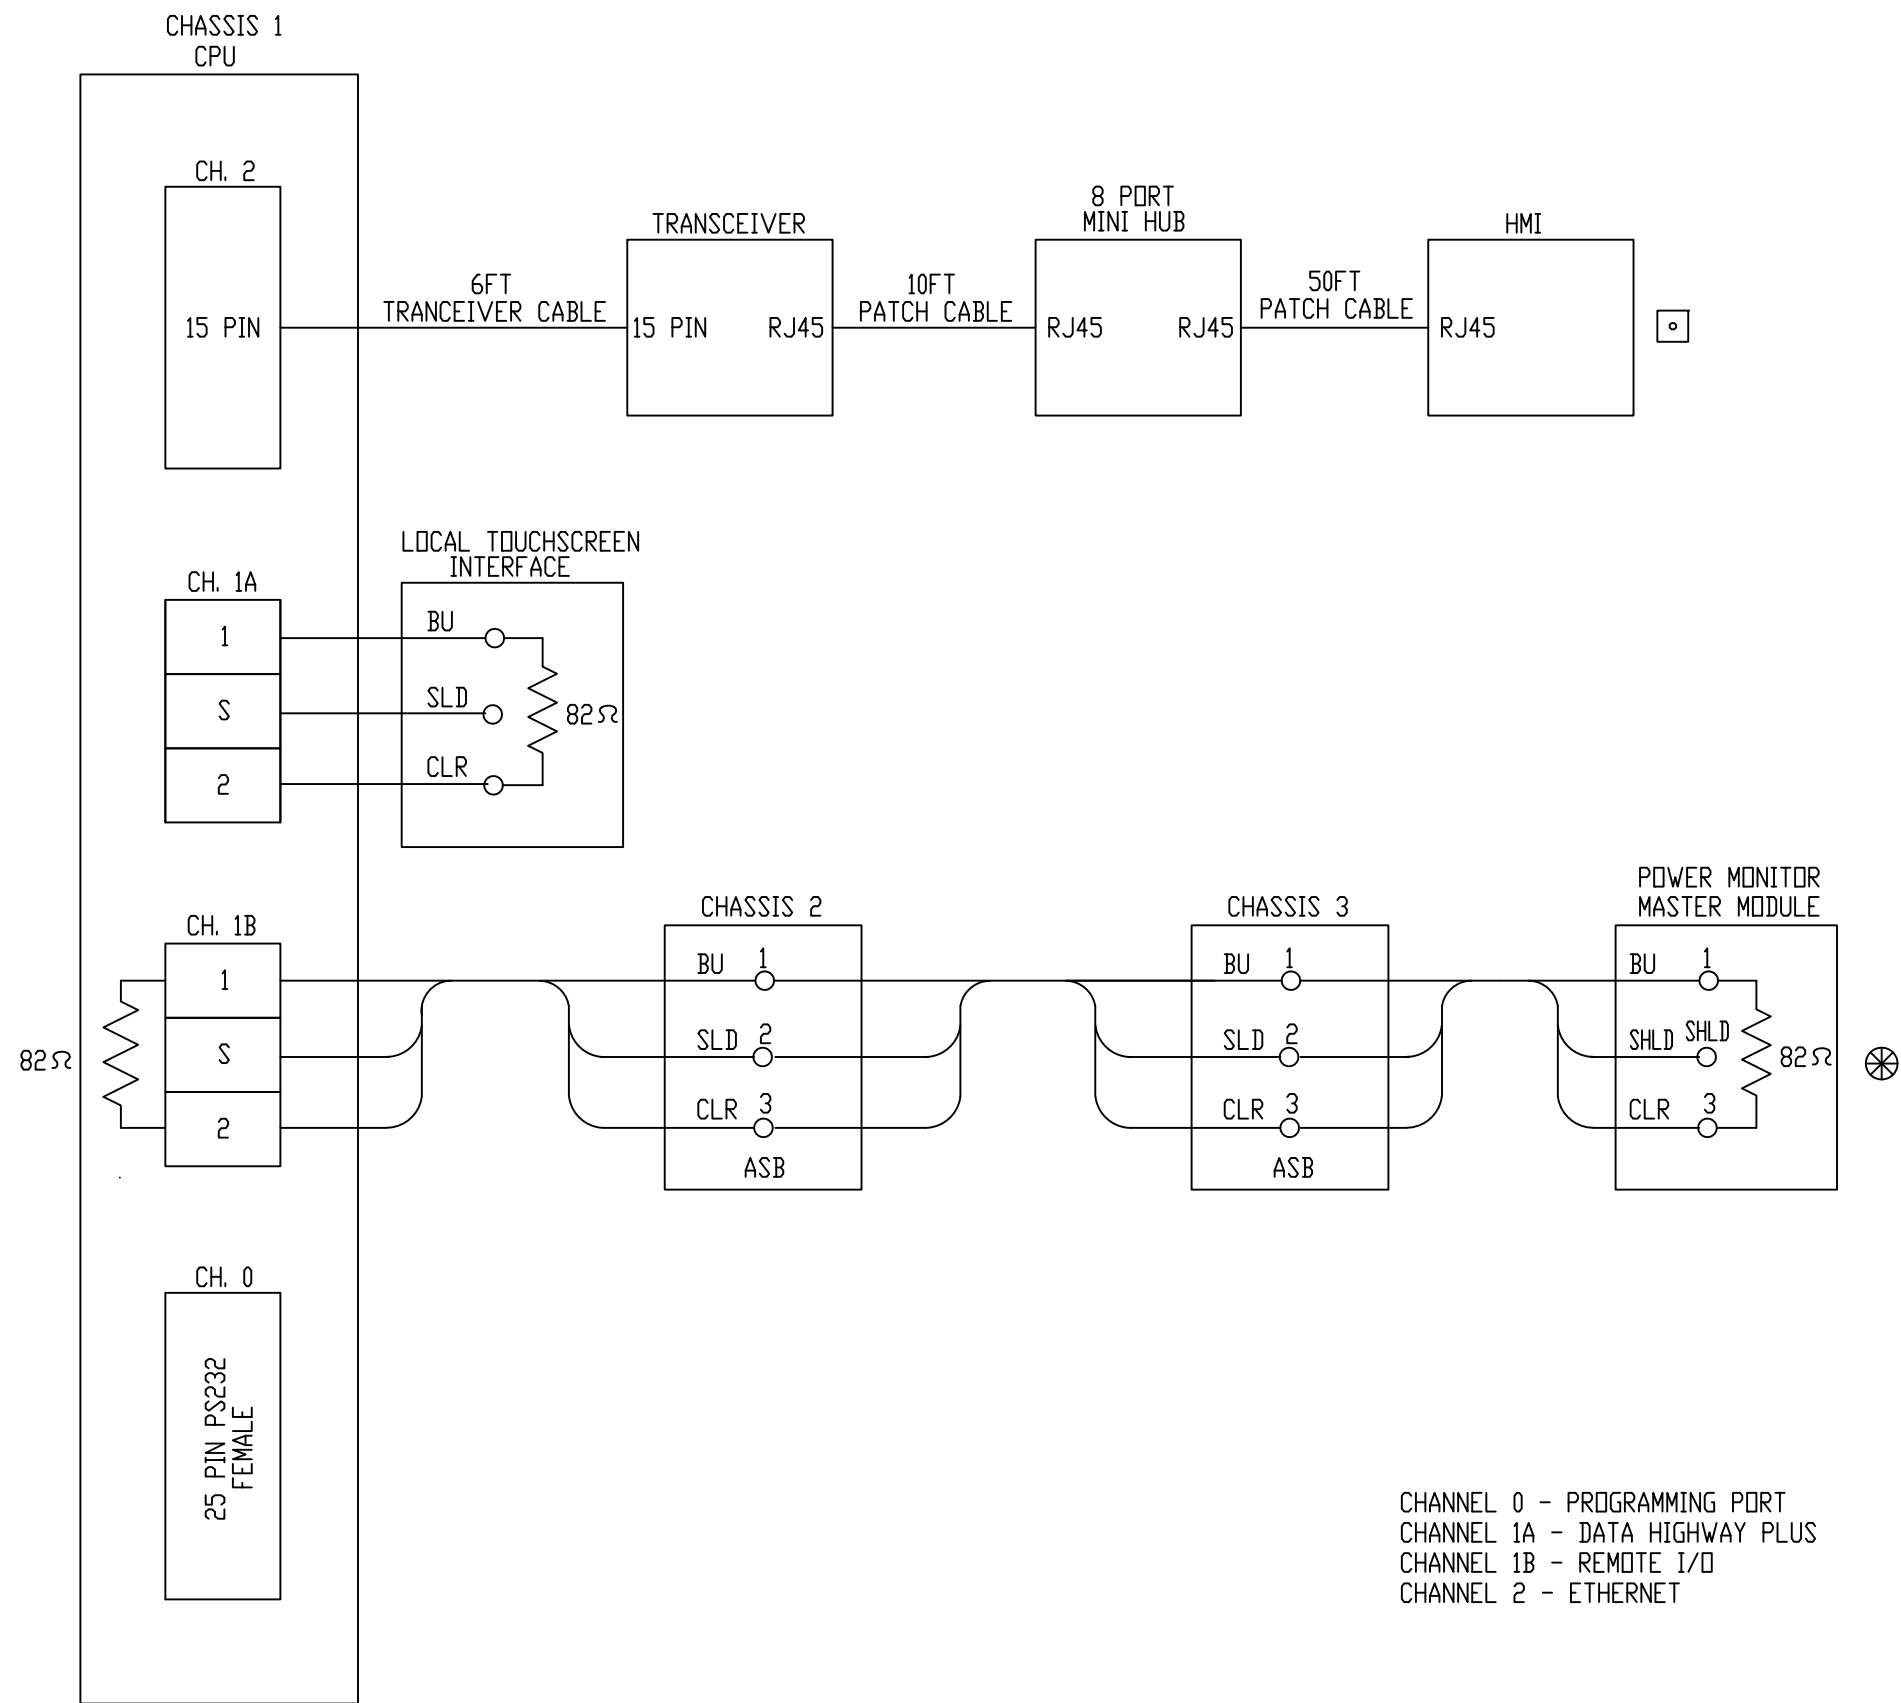 CHASSIS 1
CPU
CH. 2
15 PIN
6FT
TRANCEIVER CABLE
TRANSCEIVER
15 PIN
RJ45
10FT
PATCH CABLE
8 PORT
MINI HUB
RJ45
RJ45
50FT
PATCH CABLE
HMI
RJ45
CH. 1A
1
S
2
LOCAL TOUCHSCREEN
INTERFACE
BU
SLD
CLR
82Ω
CH. 1B
82Ω
1
S
2
CHASSIS 2
BU 1
SLD 2
CLR 3
ASB
CHASSIS 3
BU 1
SLD 2
CLR 3
ASB
POWER MONITOR
MASTER MODULE
BU 1
SHLD SHLD
CLR 3
82Ω
CH. 0
25 PIN PS232
FEMALE
CHANNEL 0 - PROGRAMMING PORT
CHANNEL 1A - DATA HIGHWAY PLUS
CHANNEL 1B - REMOTE I/O
CHANNEL 2 - ETHERNET